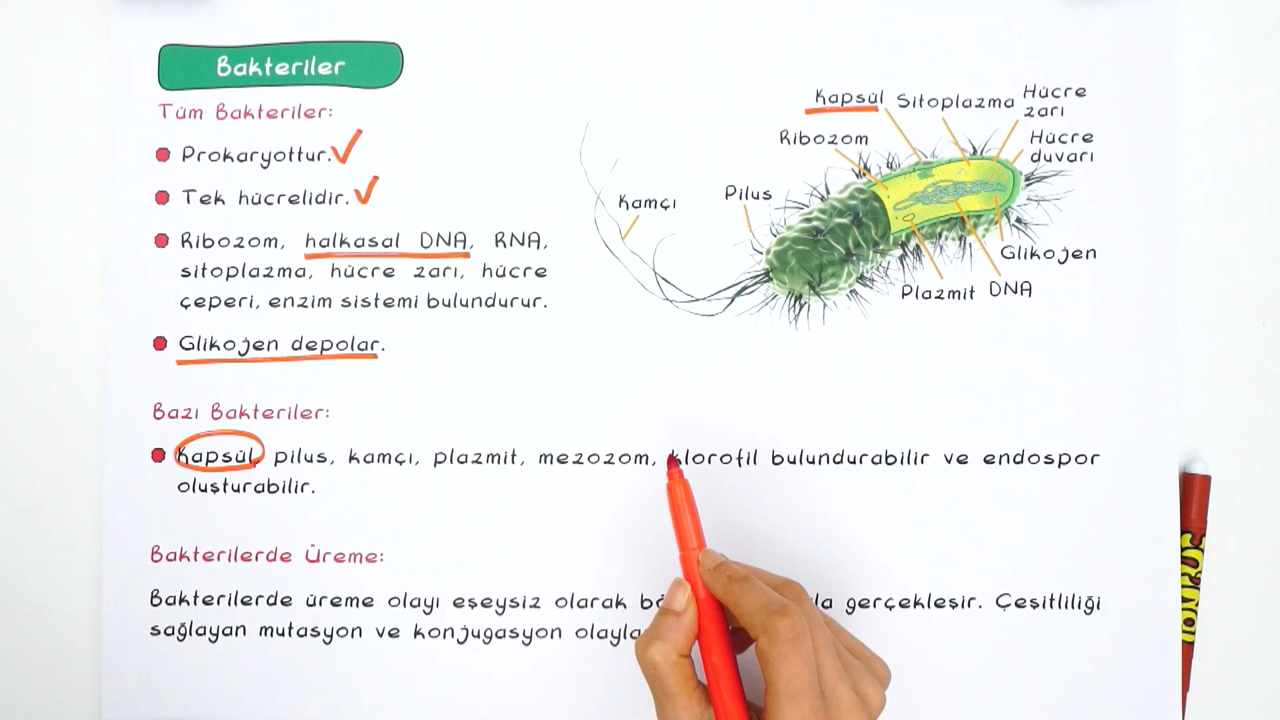 Bakteriler
Tüm Bakteriler:
Prokaryottur.
Tek hücrelidir.
Ribozom, halkasal DNA, RNA,
sitoplazma, hücre zarı, hücre
çeperi, enzim sistemi bulundurur.
Glikojen depolar.
Kapsül
Sitoplazma
Hücre
zarı
Ribozom
Hücre
duvarı
Kamçı
Pilus
Glikojen
Plazmit
DNA
Bazı Bakteriler:
Kapsül, pilus, kamçı, plazmit, mezozom, klorofil bulundurabilir ve endospor
oluşturabilir.
Bakterilerde Üreme:
Bakterilerde üreme olayı eşeysiz olarak gerçekleşir. Çeşitliliği
sağlayan mutasyon ve konjugasyon